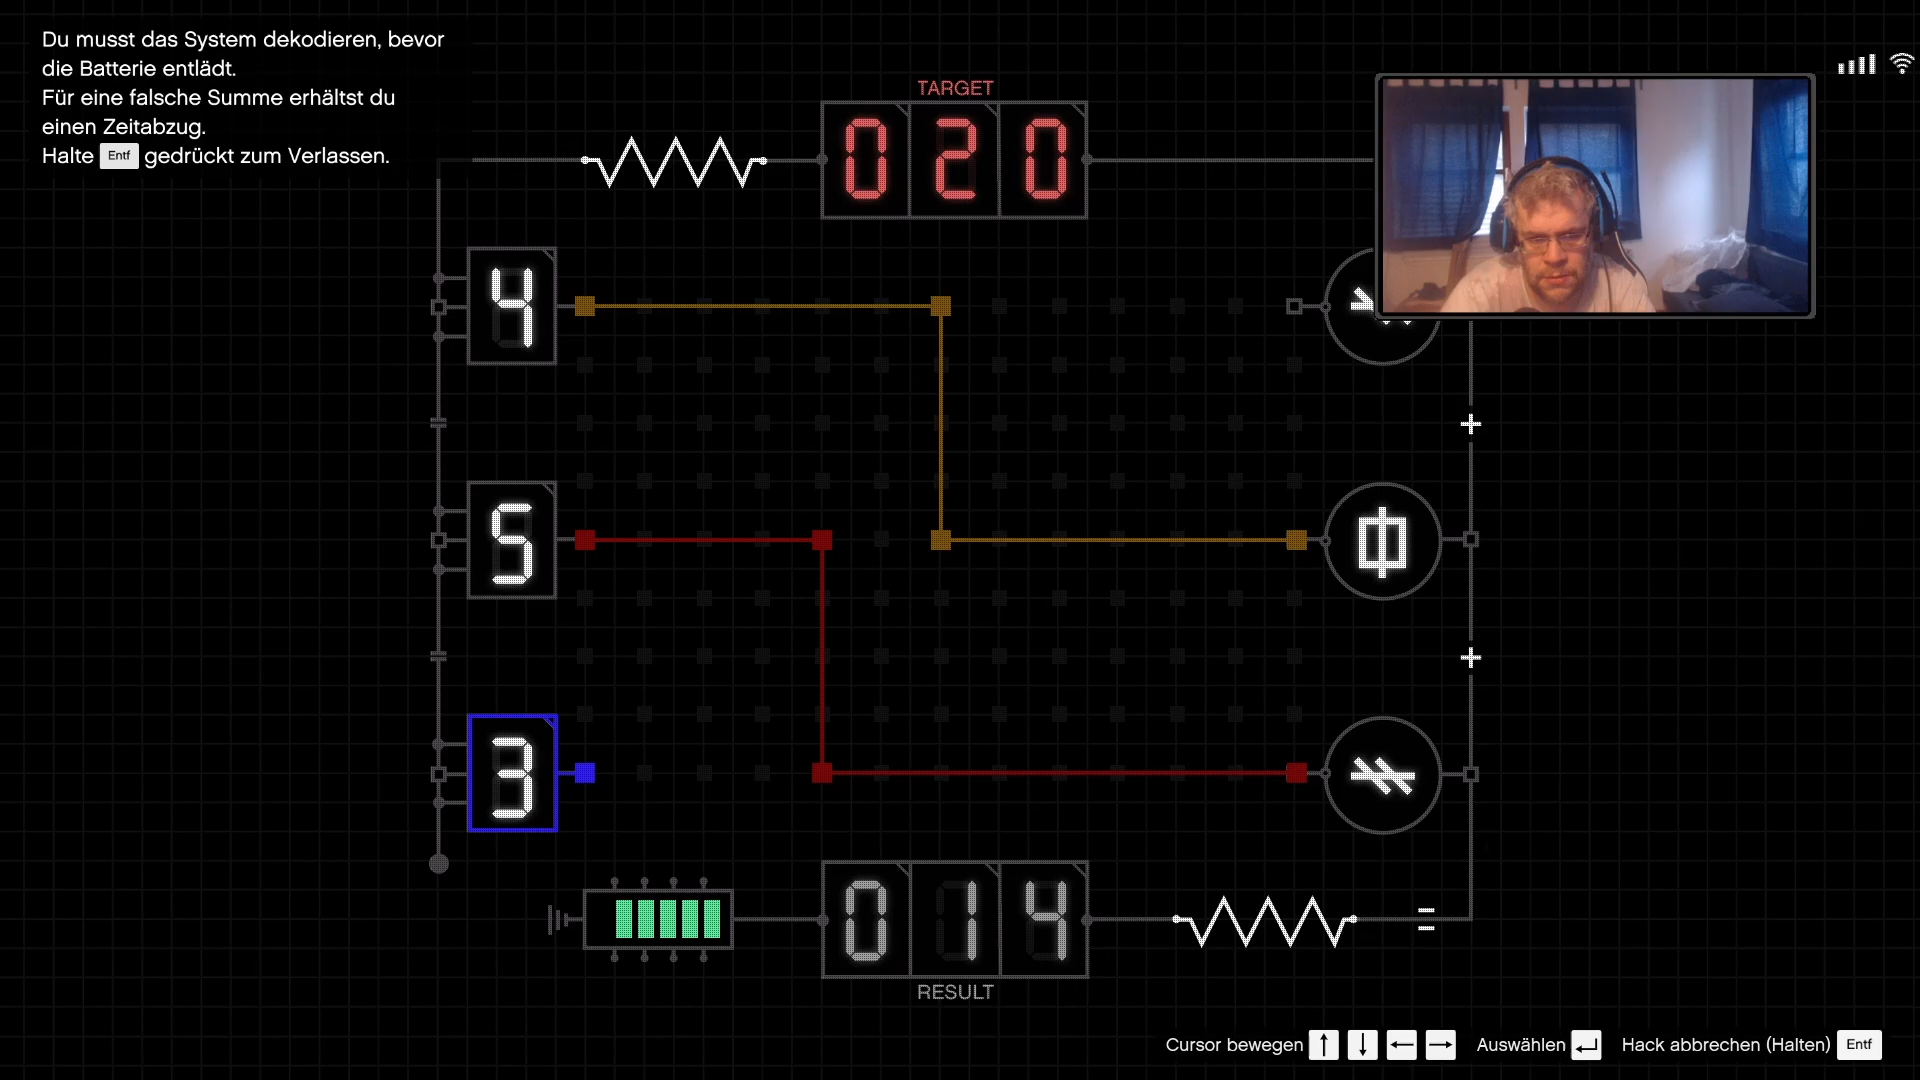 Du musst das System dekodieren, bevor
die Batterie entlädt.
Für eine falsche Summe erhältst du
einen Zeitabzug.
Halte Entf gedrückt zum Verlassen.
TARGET
020
4
5
3
+
+
=
014
RESULT
Cursor bewegen ↑ ↓ ← → Auswählen ↵ Hack abbrechen (Halten) Entf